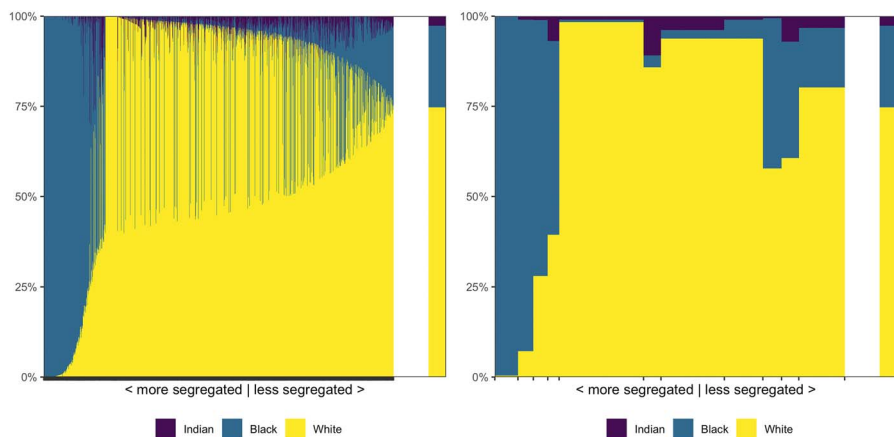 100%
75%
50%
25%
0%
< more segregated | less segregated >
Indian Black White
100%
75%
50%
25%
0%
< more segregated | less segregated >
Indian Black White